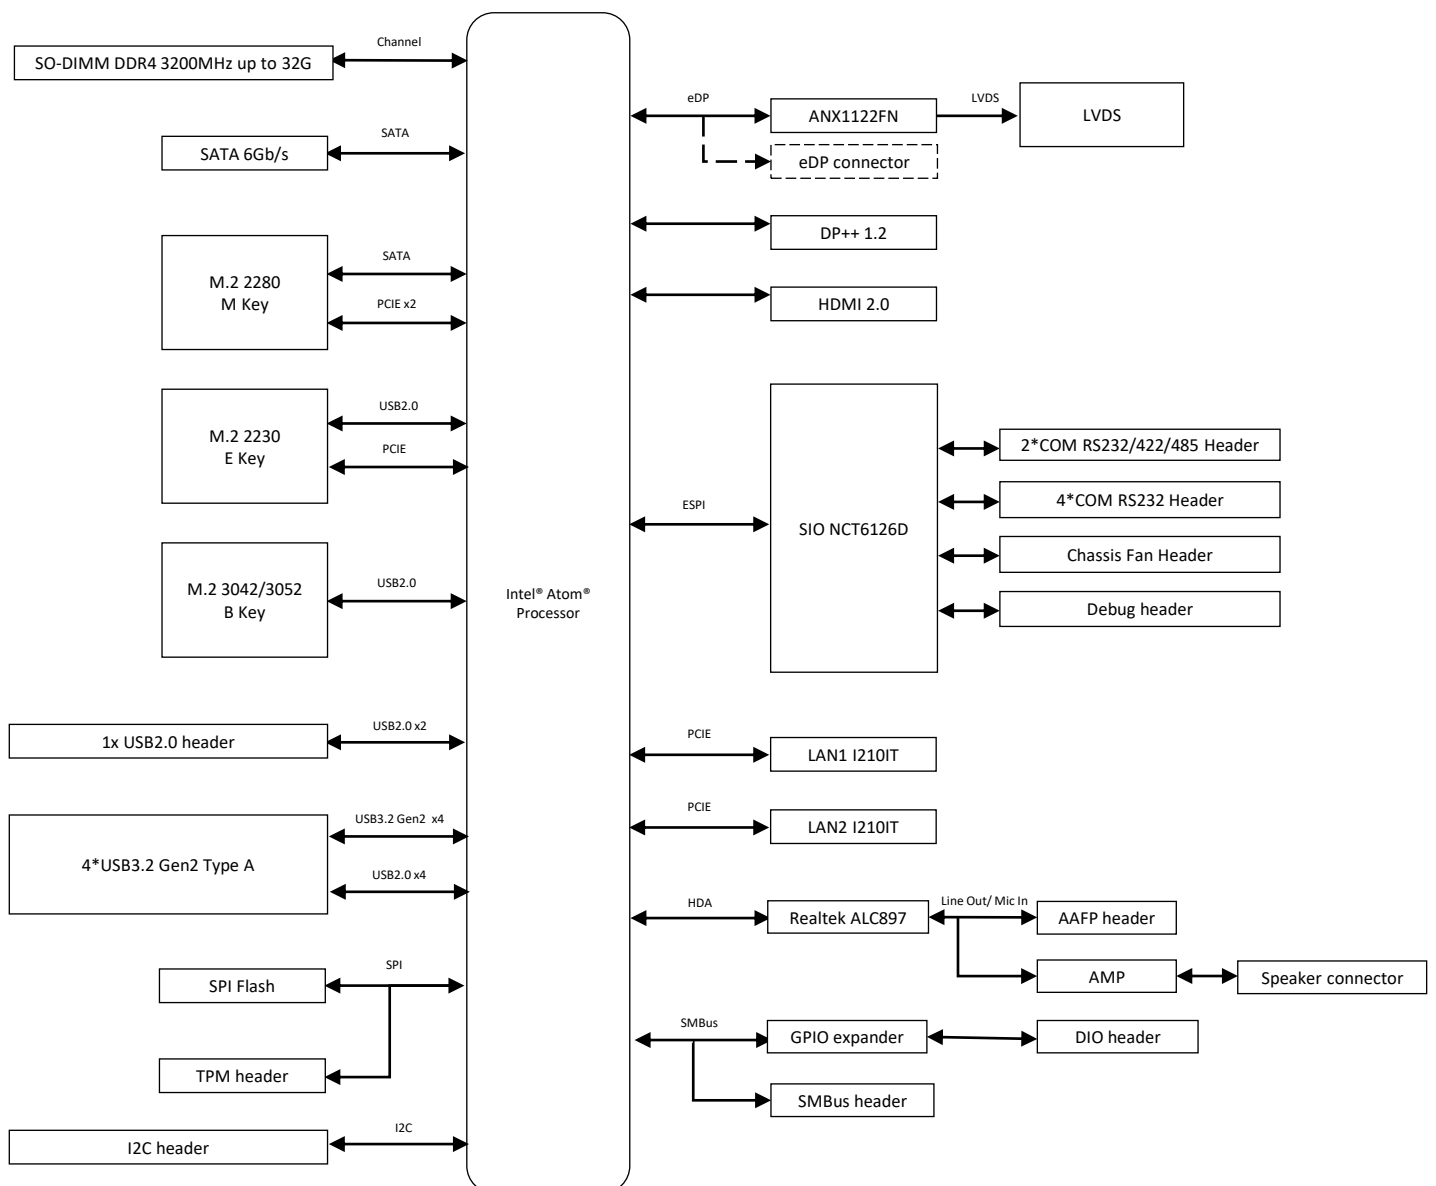 Channel
SO-DIMM DDR4 3200MHz up to 32G
SATA
SATA 6Gb/s
M.2 2280
M Key
SATA
PCIE x2
M.2 2230
E Key
USB2.0
PCIE
M.2 3042/3052
B Key
USB2.0
1x USB2.0 header
USB2.0 x2
4*USB3.2 Gen2 Type A
USB3.2 Gen2 x4
USB2.0 x4
SPI Flash
SPI
TPM header
I2C header
I2C
Intel® Atom®
Processor
eDP
ANX1122FN
LVDS
LVDS
eDP connector
DP++ 1.2
HDMI 2.0
ESPI
SIO NCT6126D
2*COM RS232/422/485 Header
4*COM RS232 Header
Chassis Fan Header
Debug header
PCIE
LAN1 I210IT
PCIE
LAN2 I210IT
HDA
Realtek ALC897
Line Out/ Mic In
AAFP header
AMP
Speaker connector
SMBus
GPIO expander
DIO header
SMBus header